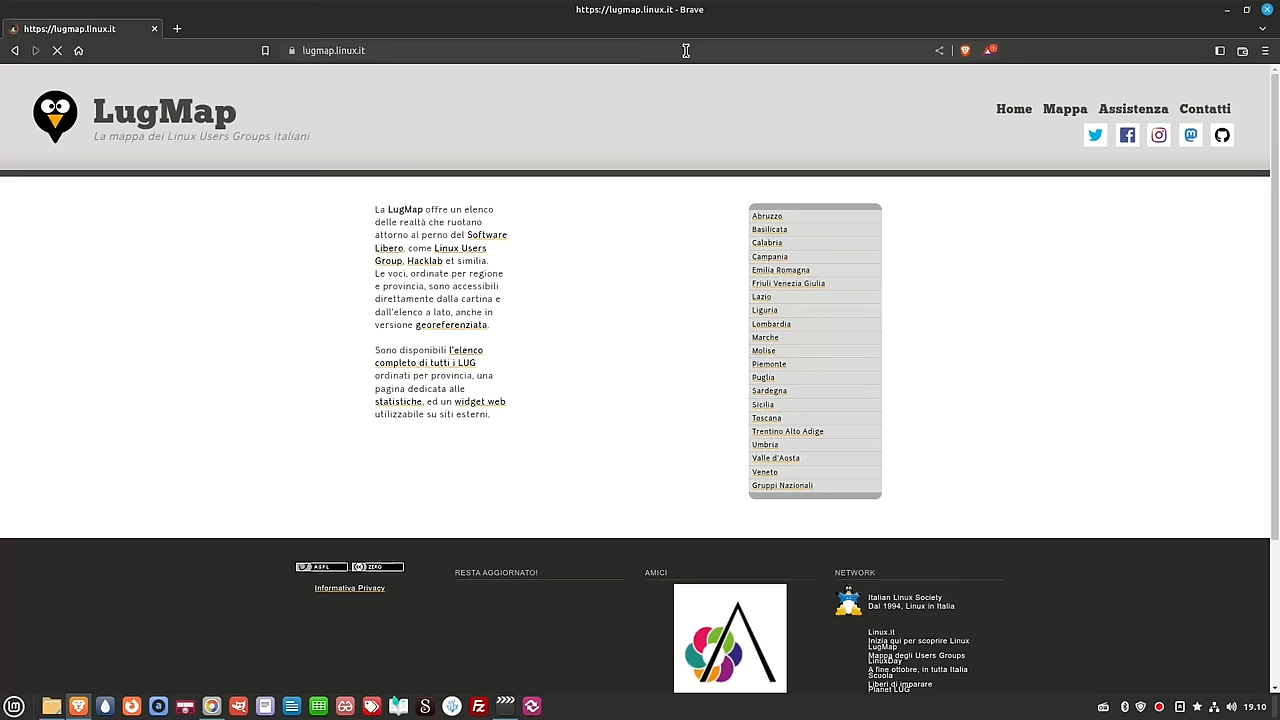 https://lugmap.linux.it - Brave
https://lugmap.linux.it
lugmap.linux.it
1
LugMap
La mappa dei Linux Users Groups italiani
Home Mappa Assistenza Contatti
La LugMap offre un elenco
delle realtà che ruotano
attorno al perno del Software
Libero, come Linux Users
Group, Hacklab et similia.
Le voci, ordinate per regione
e provincia, sono accessibili
direttamente dalla cartina e
dall'elenco a lato, anche in
versione georeferenziata.
Sono disponibili l'elenco
completo di tutti i LUG
ordinati per provincia, una
pagina dedicata alle
statistiche, ed un widget web
utilizzabile su siti esterni.
Abruzzo
Basilicata
Calabria
Campania
Emilia Romagna
Friuli Venezia Giulia
Lazio
Liguria
Lombardia
Marche
Molise
Piemonte
Puglia
Sardegna
Sicilia
Toscana
Trentino Alto Adige
Umbria
Valle d'Aosta
Veneto
Gruppi Nazionali
AGPL ZERO
Informativa Privacy
RESTA AGGIORNATO!
AMICI
NETWORK
Italian Linux Society
Dal 1994, Linux in Italia
Linux.it
Inizia qui per scoprire Linux
LugMap
Mappa degli Users Groups
LinuxDay
A fine ottobre, in tutta Italia
Scuola
Liberi di imparare
Planet LUG
19.10